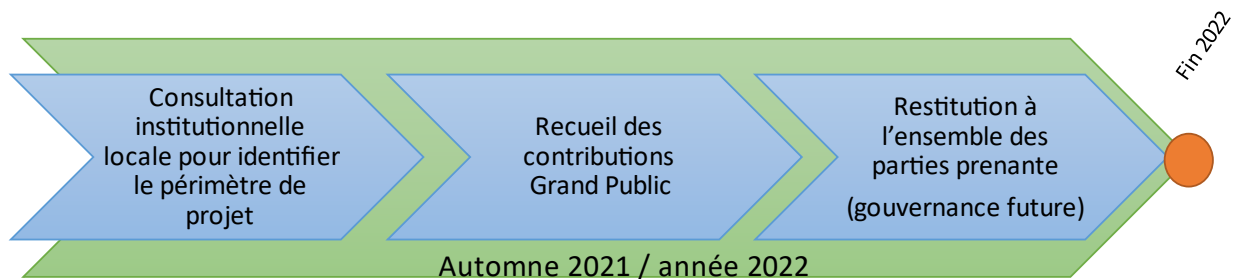 Consultation
institutionnelle
locale pour identifier
le périmètre de
projet
Recueil des
contributions
Grand Public
Restitution à
l'ensemble des
parties prenante
(gouvernance future)
Fin 2022
Automne 2021 / année 2022